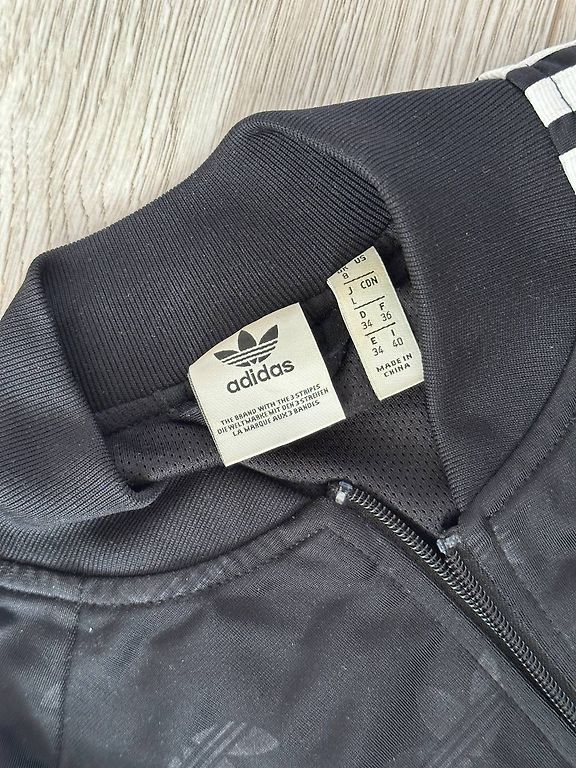 adidas
THE BRAND WITH THE 3 STRIPES
DIE WELTMARKE MIT DEN 3 STREIFEN
LA MARQUE AUX 3 BANDES
US
8
J CDN
L
D F
34 36
E I
34 40
MADE IN
CHINA